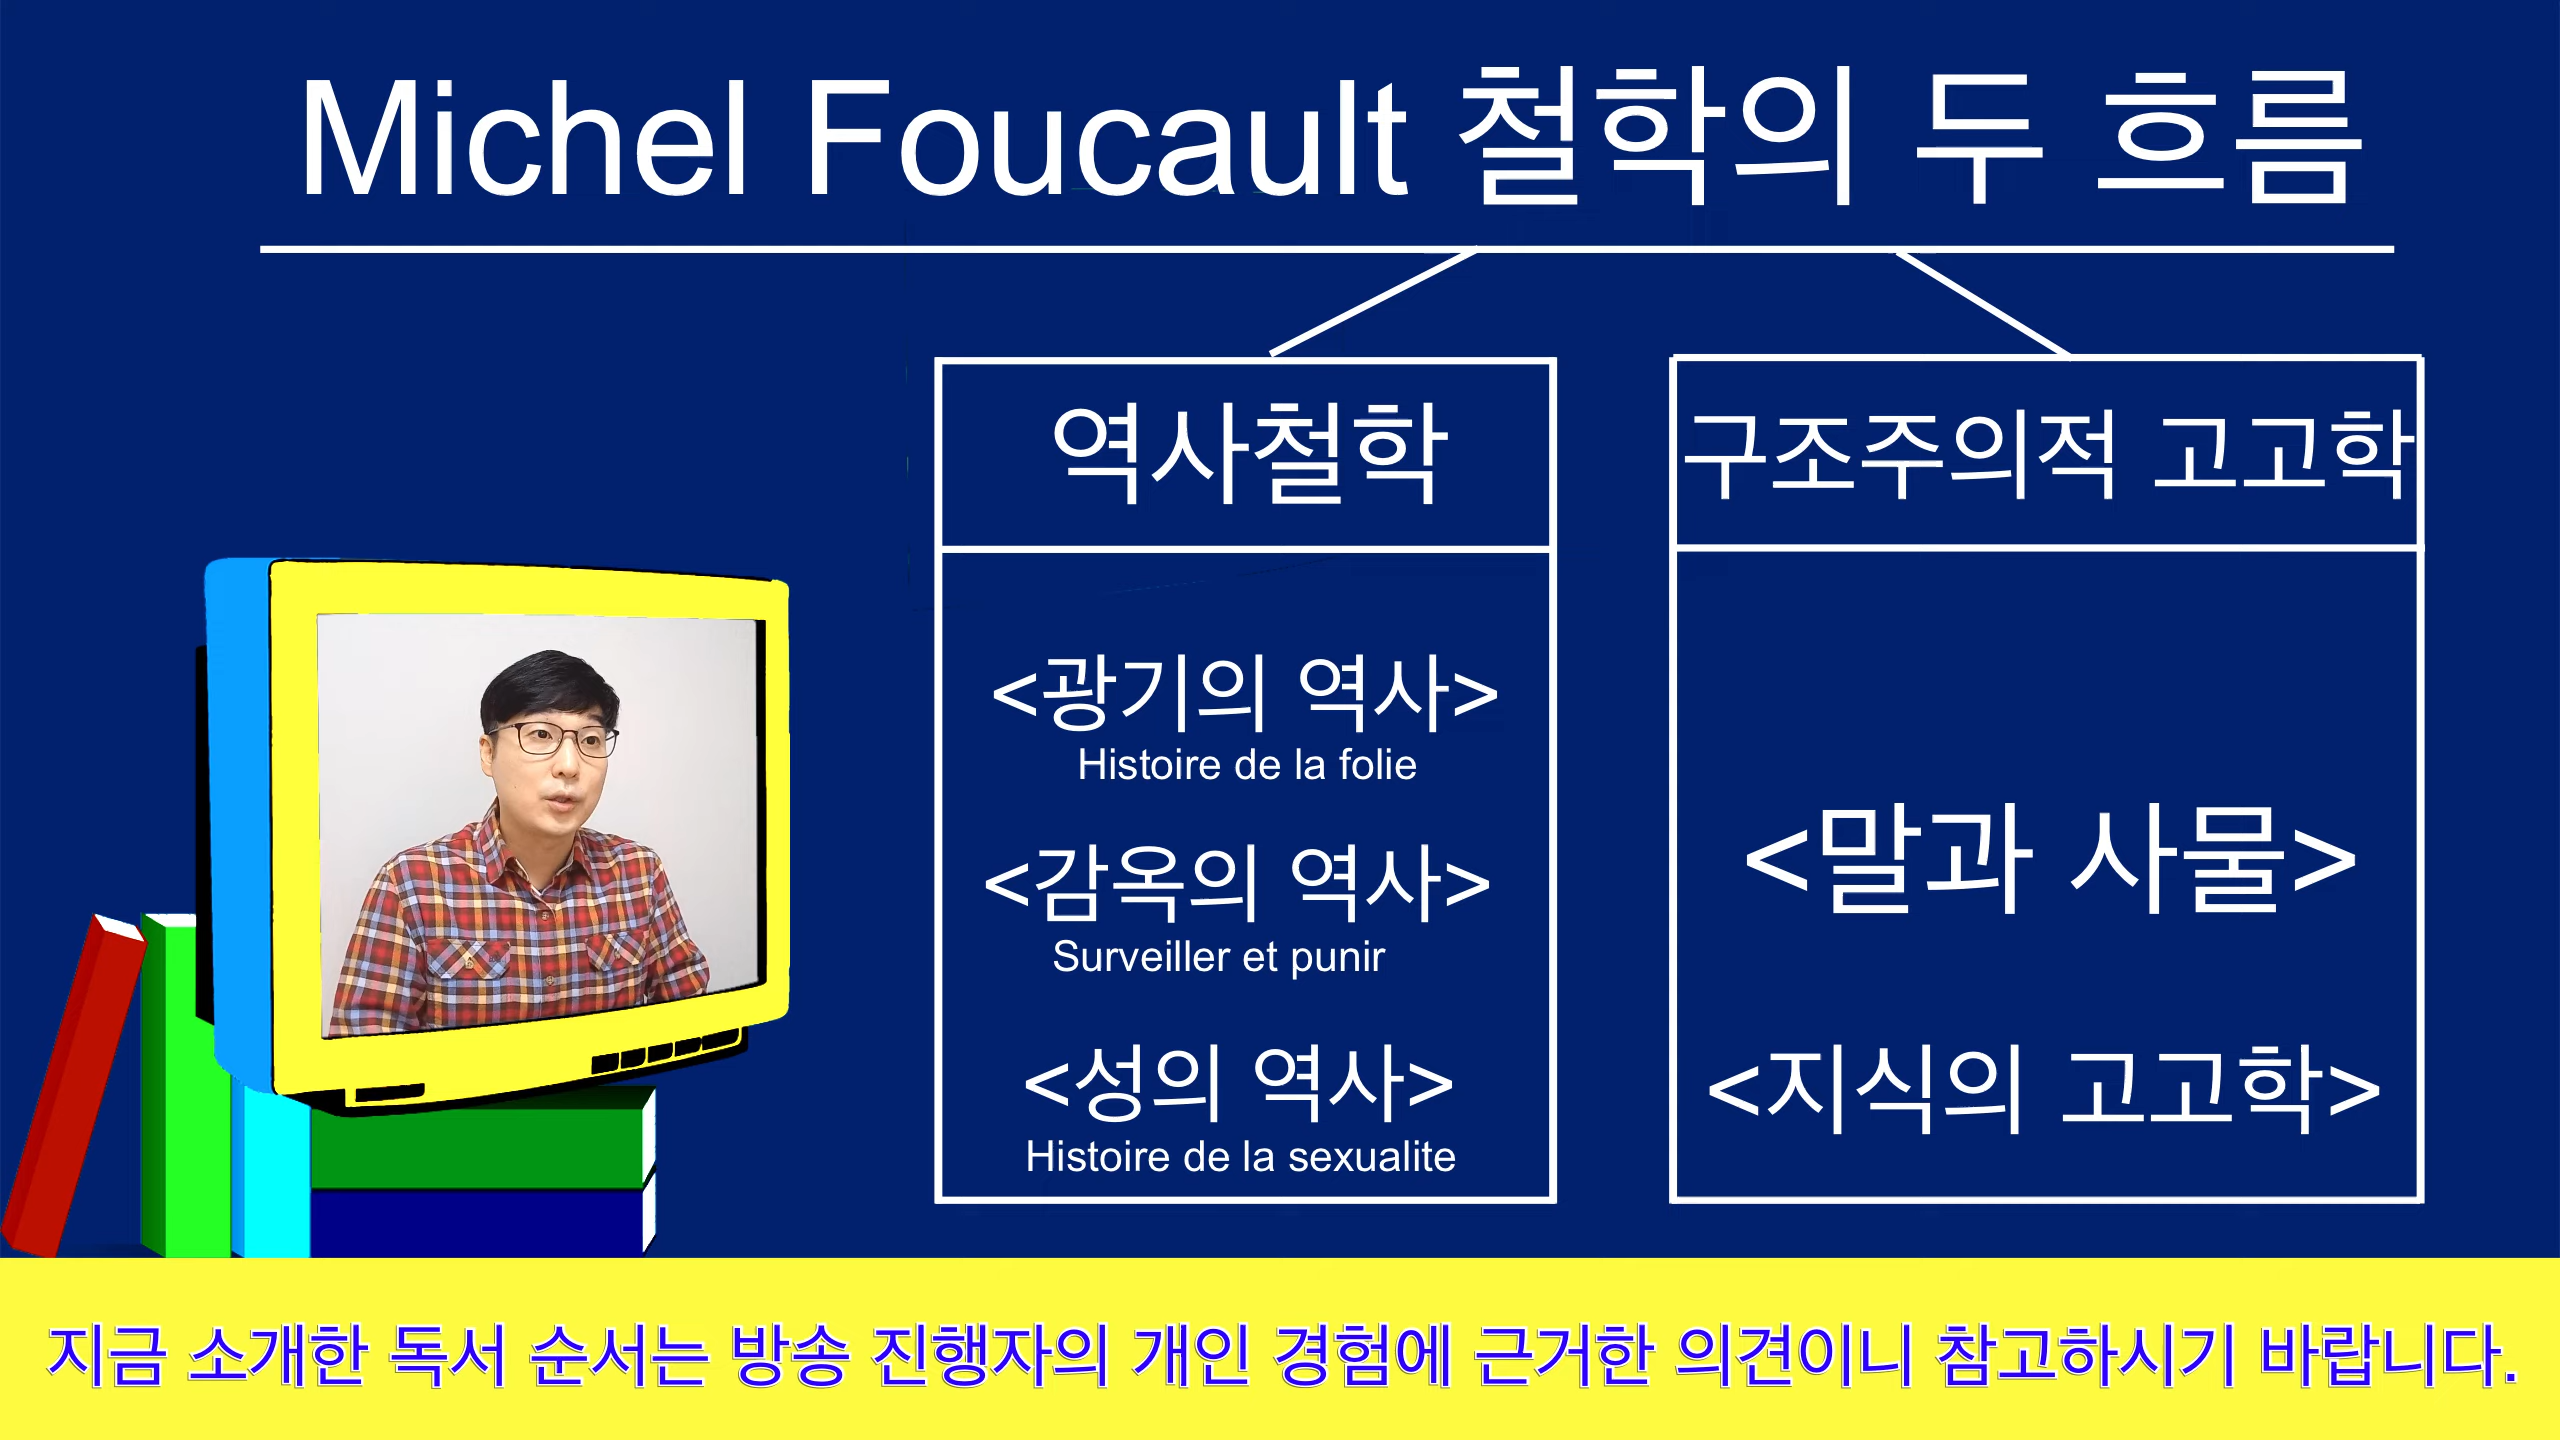 Michel Foucault 철학의 두 흐름
역사철학
<광기의 역사>
Histoire de la folie
<감옥의 역사>
Surveiller et punir
<성의 역사>
Histoire de la sexualite
구조주의적 고고학
<말과 사물>
<지식의 고고학>
지금 소개한 독서 순서는 방송 진행자의 개인 경험에 근거한 의견이니 참고하시기 바랍니다.